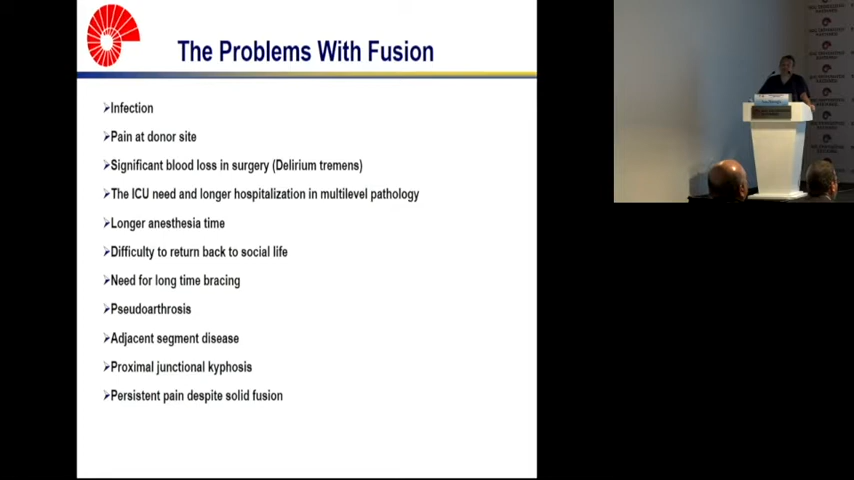 The Problems With Fusion
➢Infection
➢Pain at donor site
➢Significant blood loss in surgery (Delirium tremens)
➢The ICU need and longer hospitalization in multilevel pathology
➢Longer anesthesia time
➢Difficulty to return back to social life
➢Need for long time bracing
➢Pseudoarthrosis
➢Adjacent segment disease
➢Proximal junctional kyphosis
➢Persistent pain despite solid fusion